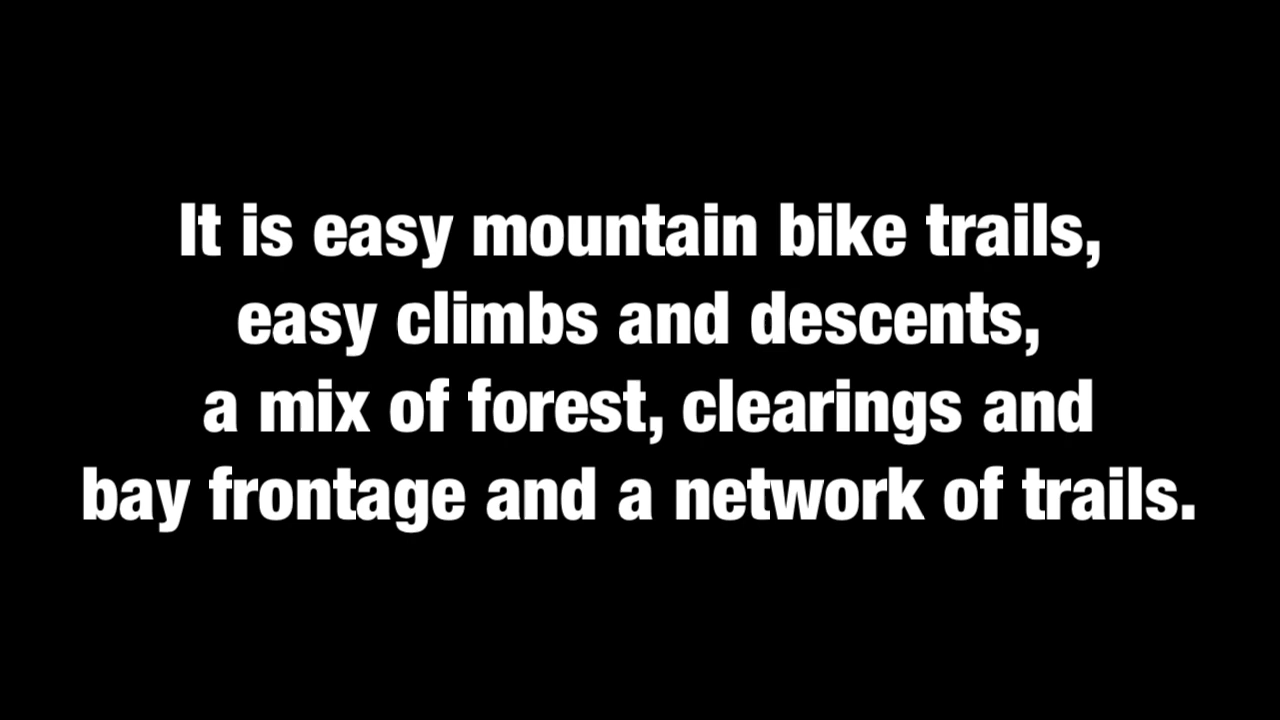 It is easy mountain bike trails,
easy climbs and descents,
a mix of forest, clearings and
bay frontage and a network of trails.